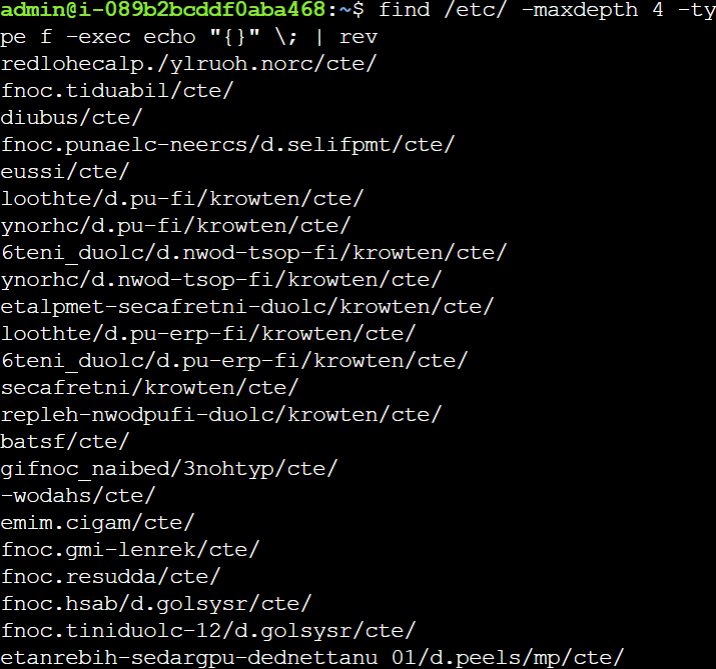 admin@i-089b2bcddf0aba468:~$ find /etc/ -maxdepth 4 -ty
pe f -exec echo "{}" \; | rev
redlohecalp./ylruoh.norc/cte/
fnoc.tiduabil/cte/
diubus/cte/
fnoc.punaelc-neercs/d.selifpmt/cte/
eussi/cte/
loothte/d.pu-fi/krowten/cte/
ynorhc/d.pu-fi/krowten/cte/
6teni_duolc/d.nwod-tsop-fi/krowten/cte/
ynorhc/d.nwod-tsop-fi/krowten/cte/
etalpmet-secafretni-duolc/krowten/cte/
loothte/d.pu-erp-fi/krowten/cte/
6teni_duolc/d.pu-erp-fi/krowten/cte/
secafretni/krowten/cte/
repleh-nwodpufi-duolc/krowten/cte/
batsf/cte/
gifnoc_naibed/3nohtyp/cte/
-wodahs/cte/
emim.cigam/cte/
fnoc.gmi-lenrek/cte/
fnoc.resudda/cte/
fnoc.hsab/d.golsysr/cte/
fnoc.tiniduolc-12/d.golsysr/cte/
etanrebih-sedargpu-dednettanu_01/d.peels/mp/cte/